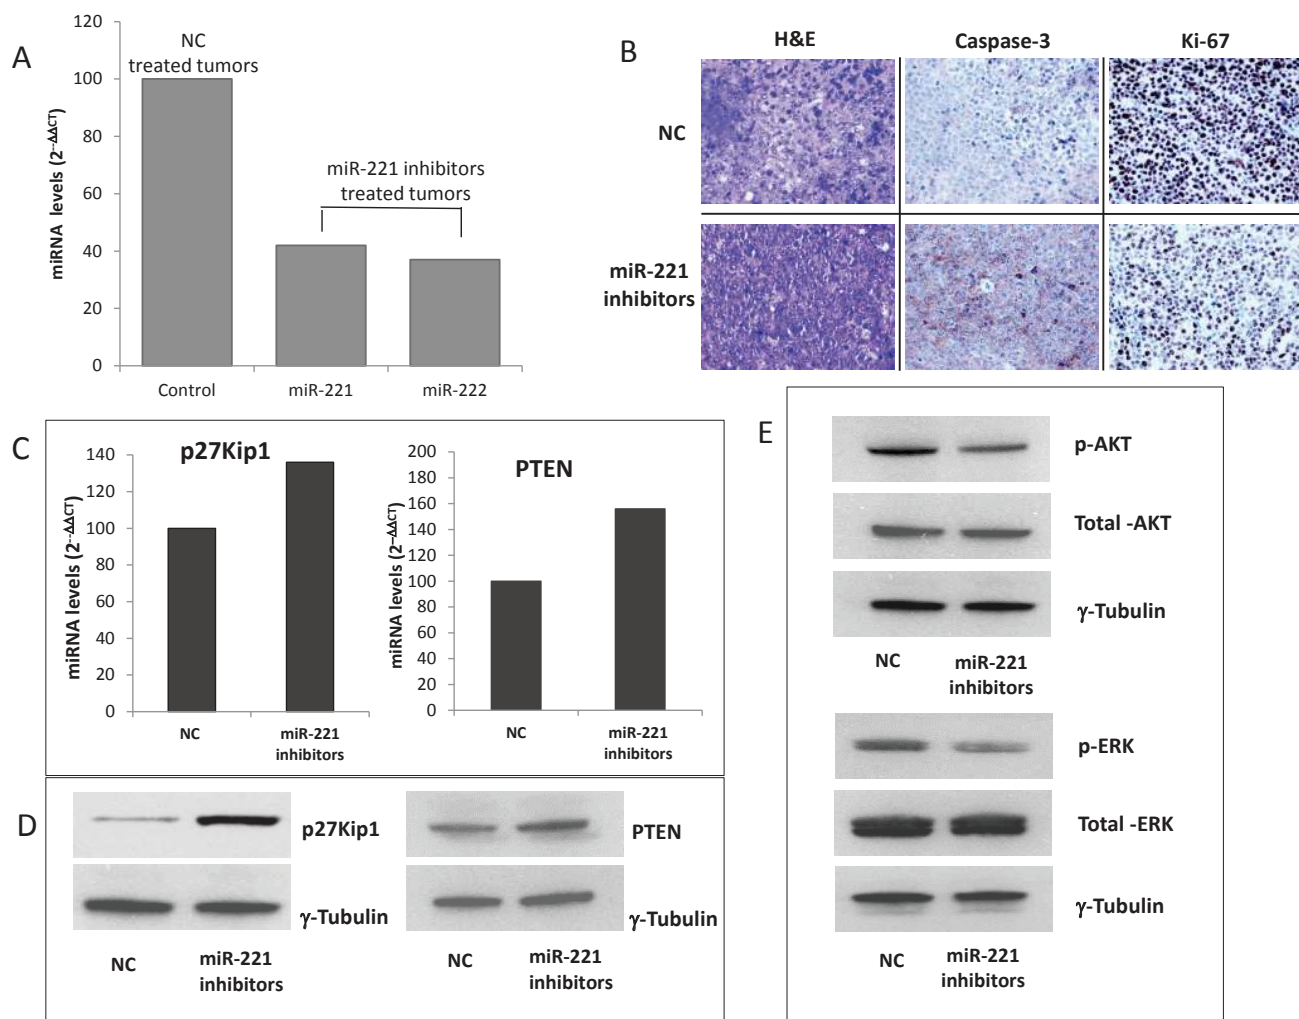 A
120
100
80
60
40
20
0
miRNA levels (2⁻⁻ΔΔCT)
NC
treated tumors
miR-221 inhibitors
treated tumors
Control
miR-221
miR-222
B
H&E
Caspase-3
Ki-67
NC
miR-221
inhibitors
C
p27Kip1
140
120
100
80
60
40
20
0
miRNA levels (2⁻⁻ΔΔCT)
NC
miR-221
inhibitors
PTEN
200
180
160
140
120
100
80
60
40
20
0
miRNA levels (2⁻ΔΔCT)
NC
miR-221
inhibitors
D
p27Kip1
γ-Tubulin
NC
miR-221
inhibitors
PTEN
γ-Tubulin
NC
miR-221
inhibitors
E
p-AKT
Total -AKT
γ-Tubulin
NC
miR-221
inhibitors
p-ERK
Total -ERK
γ-Tubulin
NC
miR-221
inhibitors